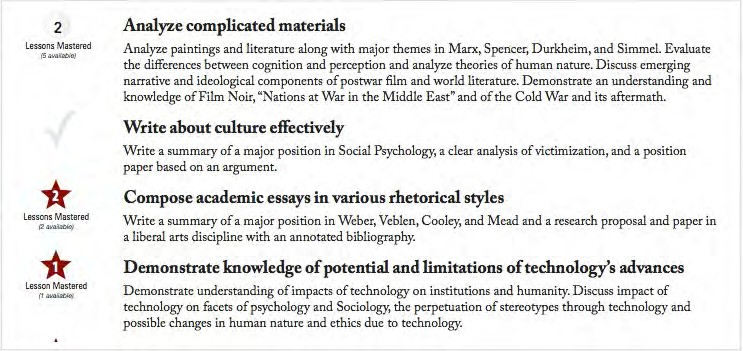 2
Lessons Mastered
(5 available)
Analyze complicated materials
Analyze paintings and literature along with major themes in Marx, Spencer, Durkheim, and Simmel. Evaluate
the differences between cognition and perception and analyze theories of human nature. Discuss emerging
narrative and ideological components of postwar film and world literature. Demonstrate an understanding and
knowledge of Film Noir, “Nations at War in the Middle East” and of the Cold War and its aftermath.
Write about culture effectively
Write a summary of a major position in Social Psychology, a clear analysis of victimization, and a position
paper based on an argument.
2
Lessons Mastered
(2 available)
Compose academic essays in various rhetorical styles
Write a summary of a major position in Weber, Veblen, Cooley, and Mead and a research proposal and paper in
a liberal arts discipline with an annotated bibliography.
1
Lesson Mastered
(1 available)
Demonstrate knowledge of potential and limitations of technology’s advances
Demonstrate understanding of impacts of technology on institutions and humanity. Discuss impact of
technology on facets of psychology and Sociology, the perpetuation of stereotypes through technology and
possible changes in human nature and ethics due to technology.